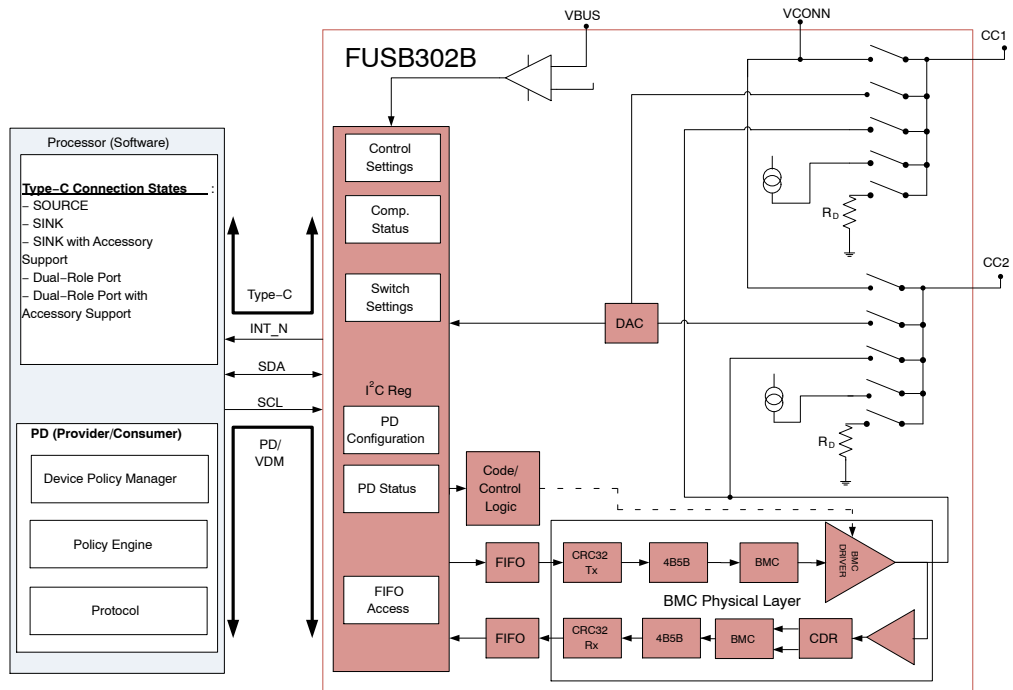 VBUS
VCONN
CC1
FUSB302B
Processor (Software)
Type-C Connection States :
– SOURCE
– SINK
– SINK with Accessory
Support
– Dual-Role Port
– Dual-Role Port with
Accessory Support
Type-C
INT_N
SDA
SCL
PD/
VDM
PD (Provider/Consumer)
Device Policy Manager
Policy Engine
Protocol
Control
Settings
Comp.
Status
Switch
Settings
I²C Reg
PD
Configuration
PD Status
FIFO
Access
Code/
Control
Logic
DAC
R_D
CC2
R_D
FIFO
CRC32
Tx
4B5B
BMC
BMC
DRIVER
BMC Physical Layer
FIFO
CRC32
Rx
4B5B
BMC
CDR